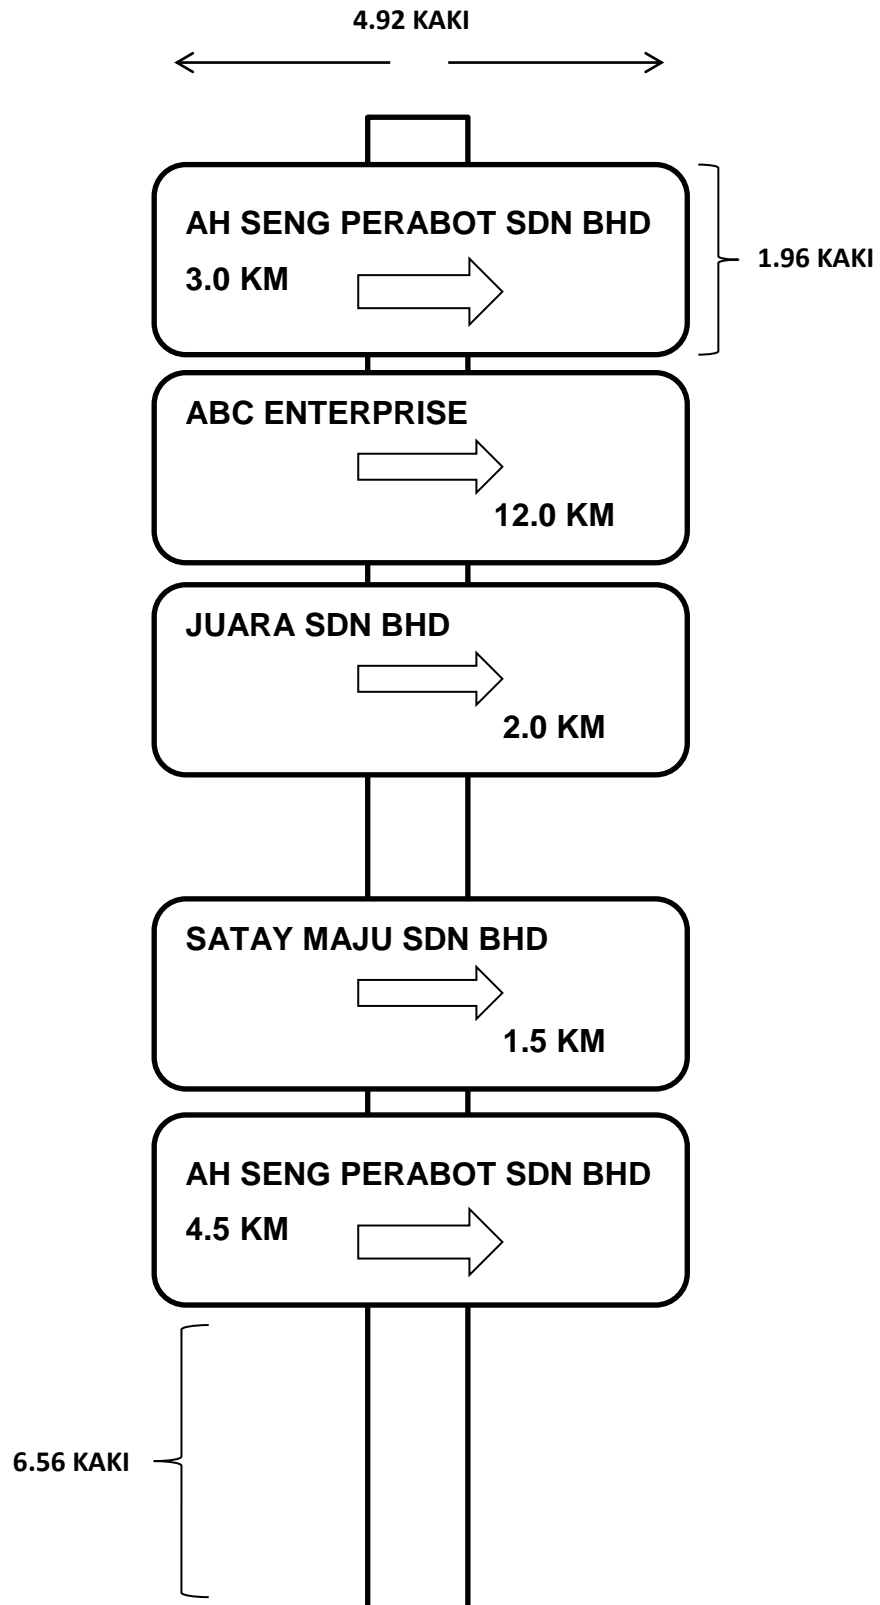 4.92 KAKI
AH SENG PERABOT SDN BHD
3.0 KM
1.96 KAKI
ABC ENTERPRISE
12.0 KM
JUARA SDN BHD
2.0 KM
SATAY MAJU SDN BHD
1.5 KM
AH SENG PERABOT SDN BHD
4.5 KM
6.56 KAKI